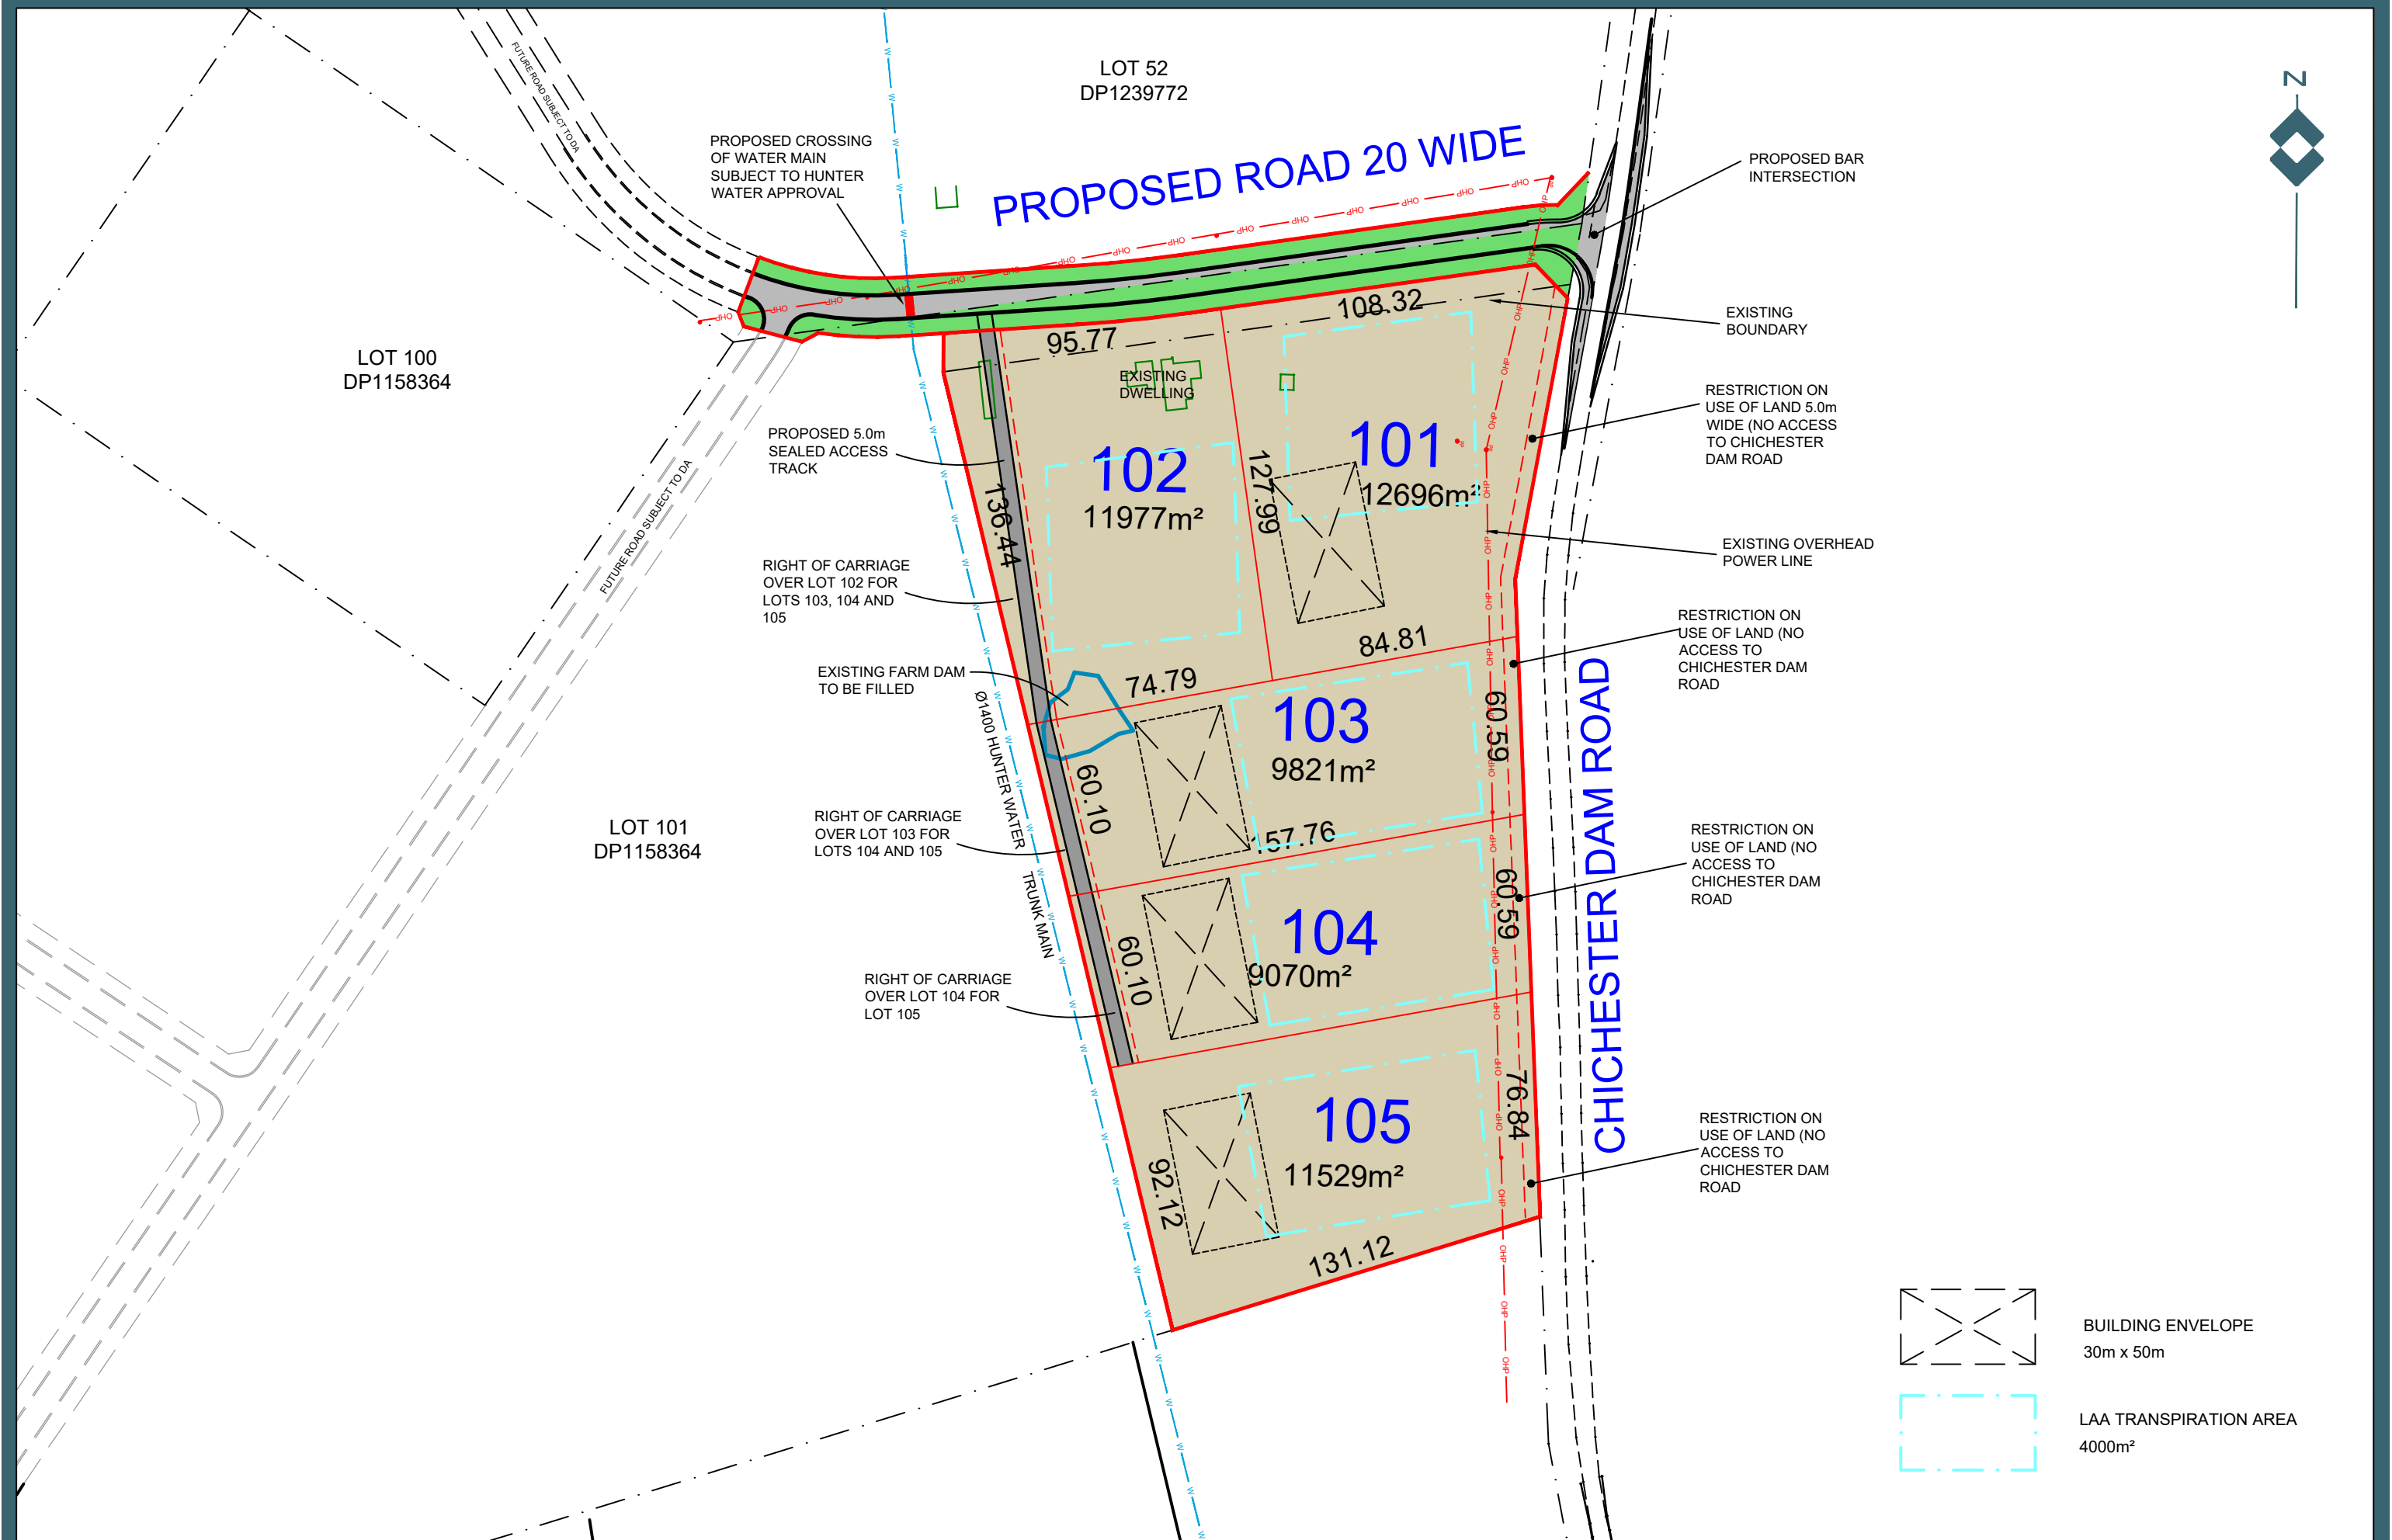 LOT 52
DP1239772
N
FUTURE ROAD SUBJECT TO DA
PROPOSED CROSSING
OF WATER MAIN
SUBJECT TO HUNTER
WATER APPROVAL
PROPOSED ROAD 20 WIDE
PROPOSED BAR
INTERSECTION
EXISTING
BOUNDARY
LOT 100
DP1158364
95.77
108.32
EXISTING
DWELLING
RESTRICTION ON
USE OF LAND 5.0m
WIDE (NO ACCESS
TO CHICHESTER
DAM ROAD
PROPOSED 5.0m
SEALED ACCESS
TRACK
102
11977m²
101
12696m²
136.44
127.99
FUTURE ROAD SUBJECT TO DA
EXISTING OVERHEAD
POWER LINE
RIGHT OF CARRIAGE
OVER LOT 102 FOR
LOTS 103, 104 AND
105
RESTRICTION ON
USE OF LAND (NO
ACCESS TO
CHICHESTER DAM
ROAD
84.81
EXISTING FARM DAM
TO BE FILLED
74.79
103
9821m²
60.59
60.10
Ø1400 HUNTER WATER TRUNK MAIN
CHICHESTER DAM ROAD
LOT 101
DP1158364
RIGHT OF CARRIAGE
OVER LOT 103 FOR
LOTS 104 AND 105
157.76
RESTRICTION ON
USE OF LAND (NO
ACCESS TO
CHICHESTER DAM
ROAD
104
9070m²
60.59
60.10
RIGHT OF CARRIAGE
OVER LOT 104 FOR
LOT 105
105
11529m²
76.84
92.12
RESTRICTION ON
USE OF LAND (NO
ACCESS TO
CHICHESTER DAM
ROAD
131.12
BUILDING ENVELOPE
30m x 50m
LAA TRANSPIRATION AREA
4000m²
OHP
W